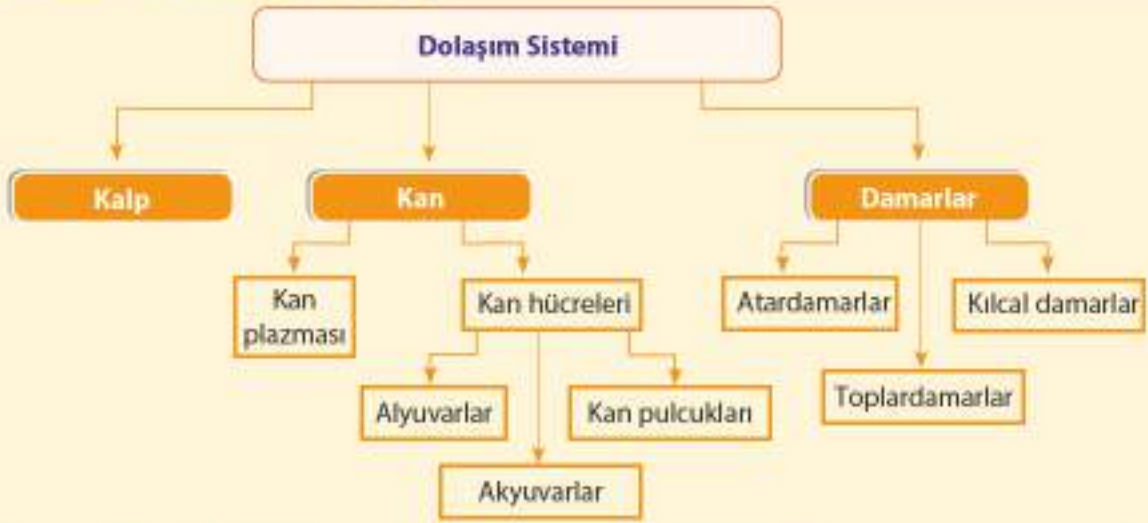 Dolaşım Sistemi
Kalp
Kan
Damarlar
Kan
plazması
Kan hücreleri
Atardamarlar
Kılcal damarlar
Toplardamarlar
Alyuvarlar
Kan pulcukları
Akyuvarlar